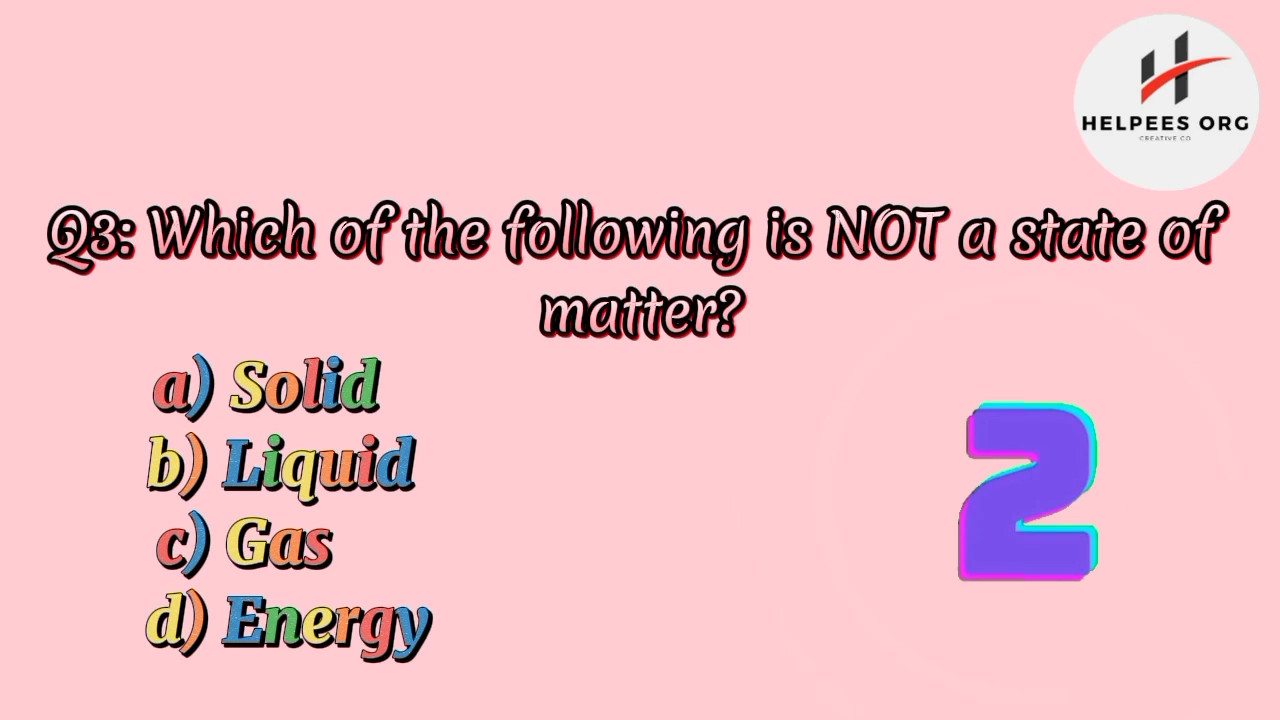 HELPEES ORG
CREATIVE CO
Q3: Which of the following is NOT a state of
matter?
a) Solid
b) Liquid
c) Gas
d) Energy
2